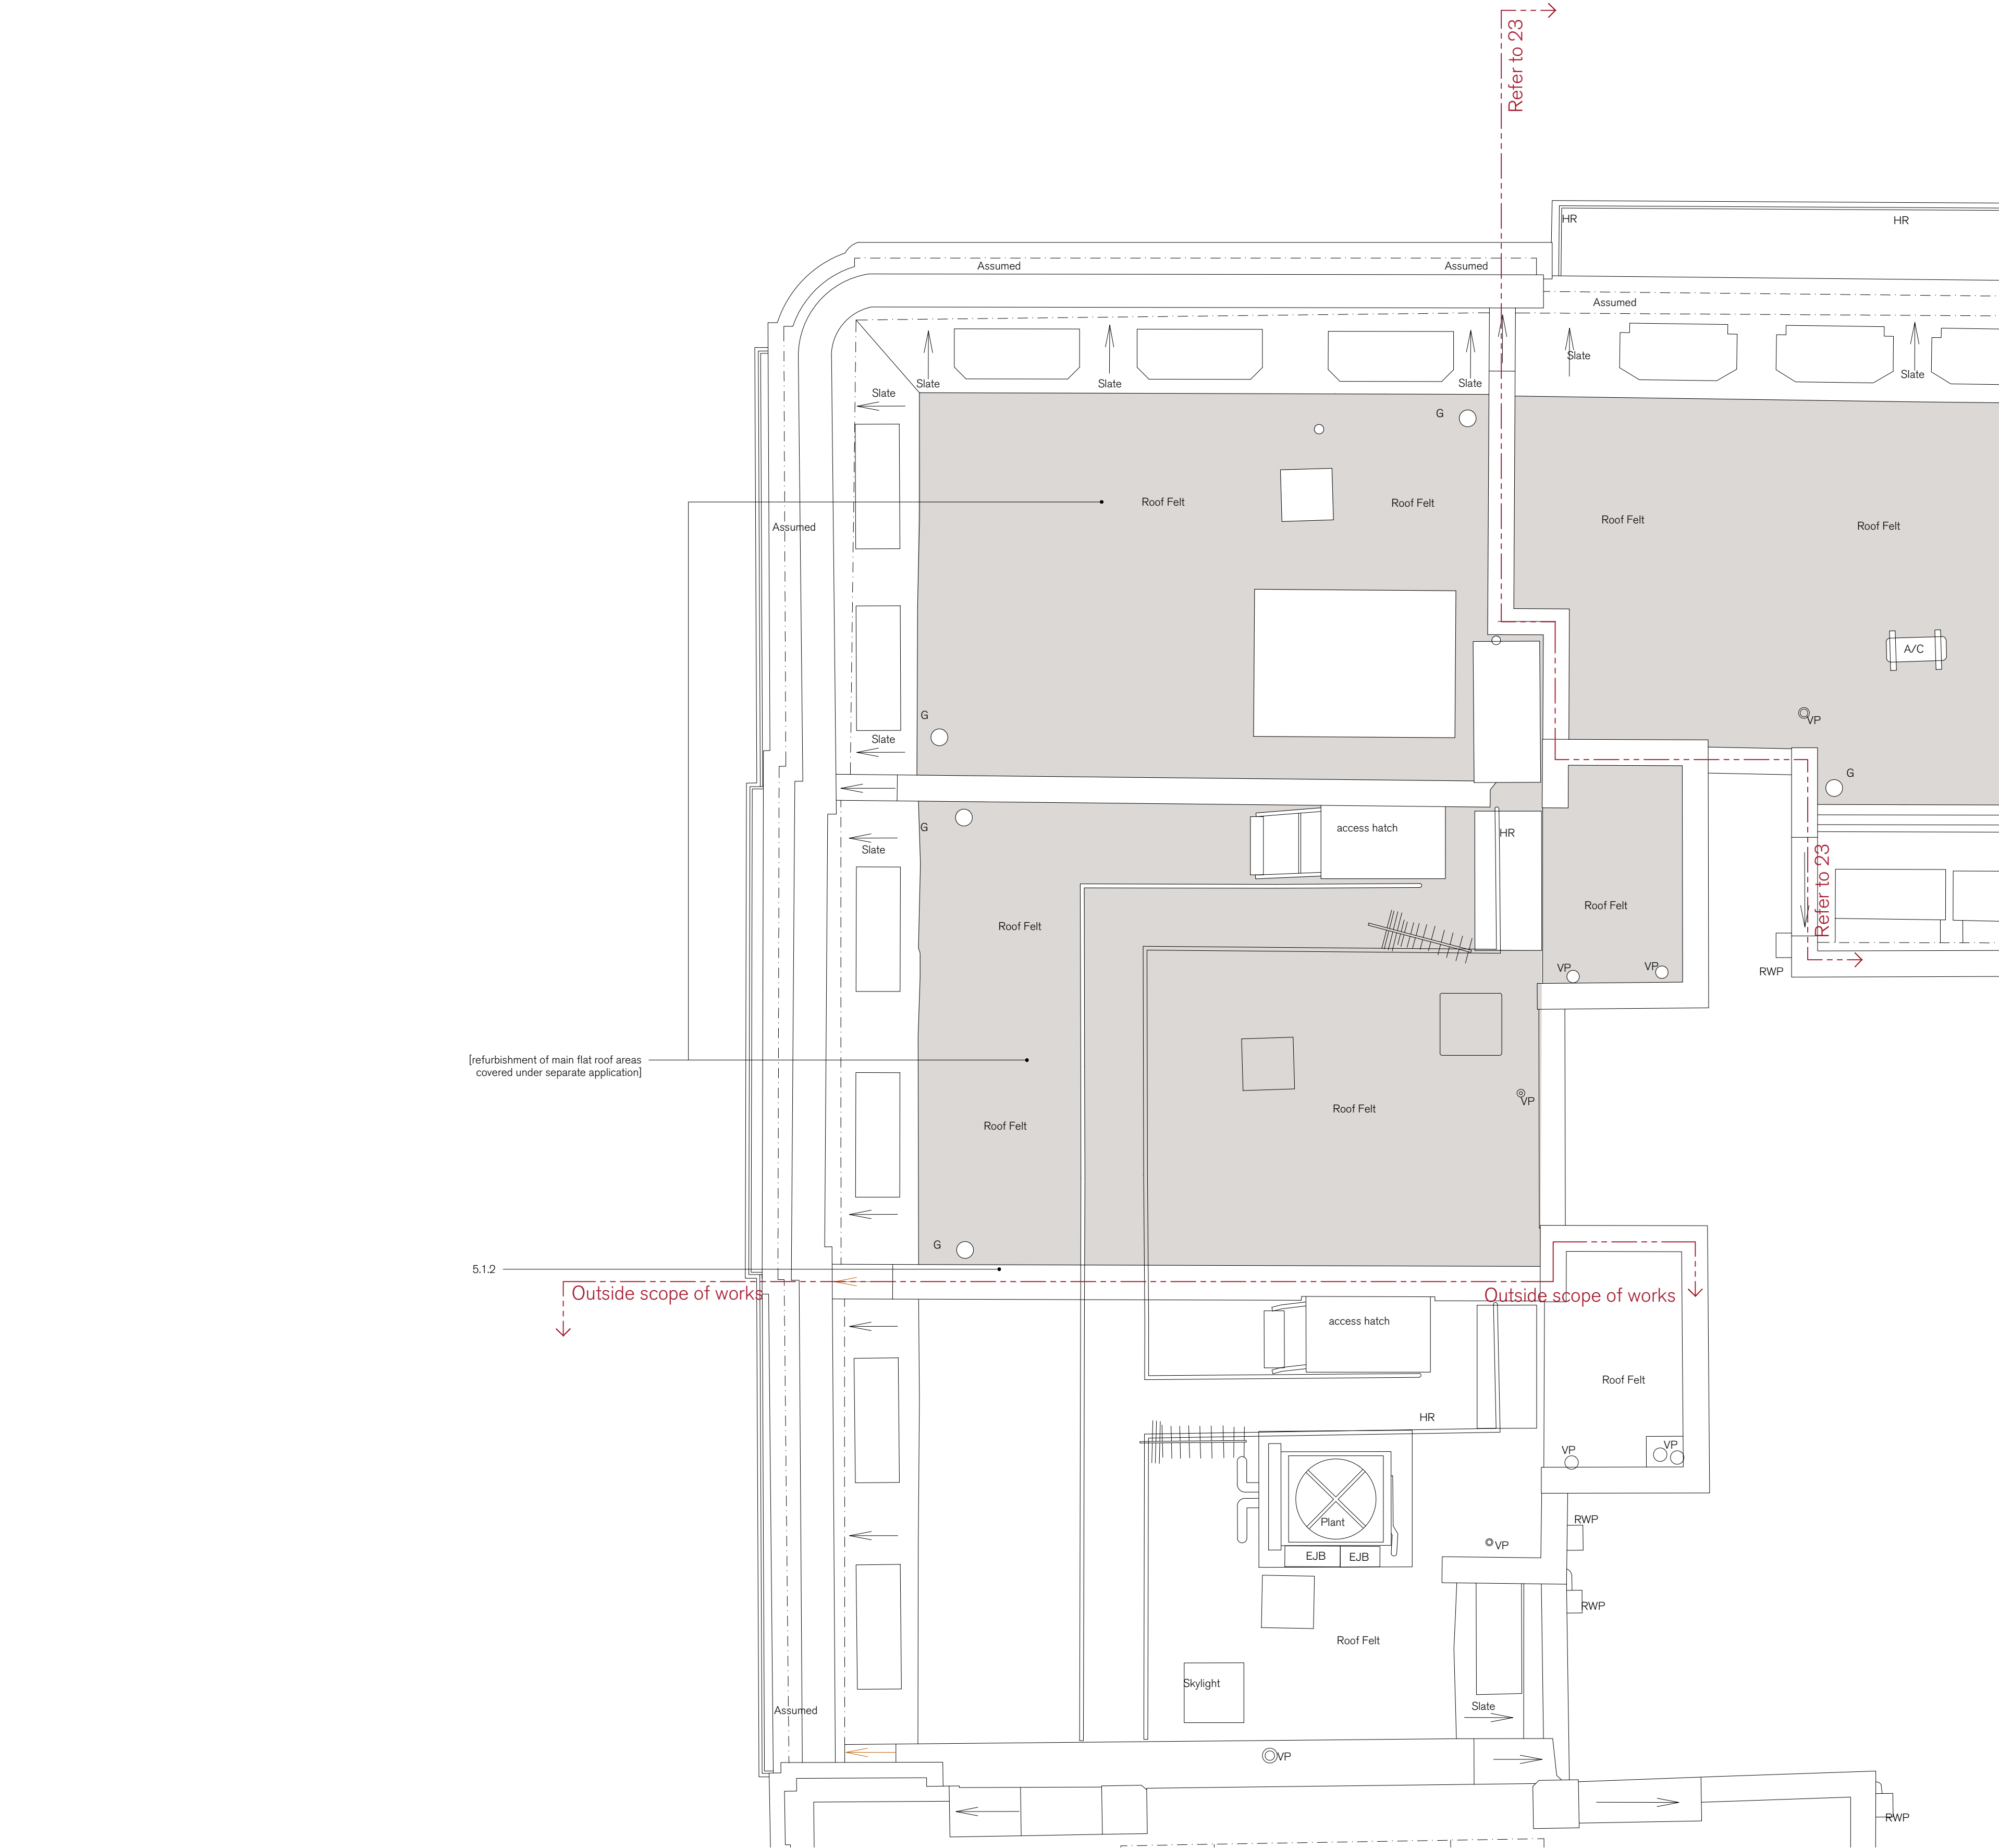 Refer to 23
HR
HR
Assumed
Assumed
Assumed
Slate
Slate
Slate
Slate
Slate
Slate
G
Roof Felt
Roof Felt
Roof Felt
Roof Felt
Assumed
A/C
G
VP
Slate
G
G
access hatch
HR
Slate
Refer to 23
Roof Felt
Roof Felt
VP
VP
RWP
[refurbishment of main flat roof areas
covered under separate application]
VP
Roof Felt
Roof Felt
G
5.1.2
Outside scope of works
Outside scope of works
access hatch
Roof Felt
HR
VP
VP
Plant
RWP
VP
EJB
EJB
RWP
Roof Felt
Skylight
Slate
Assumed
VP
RWP